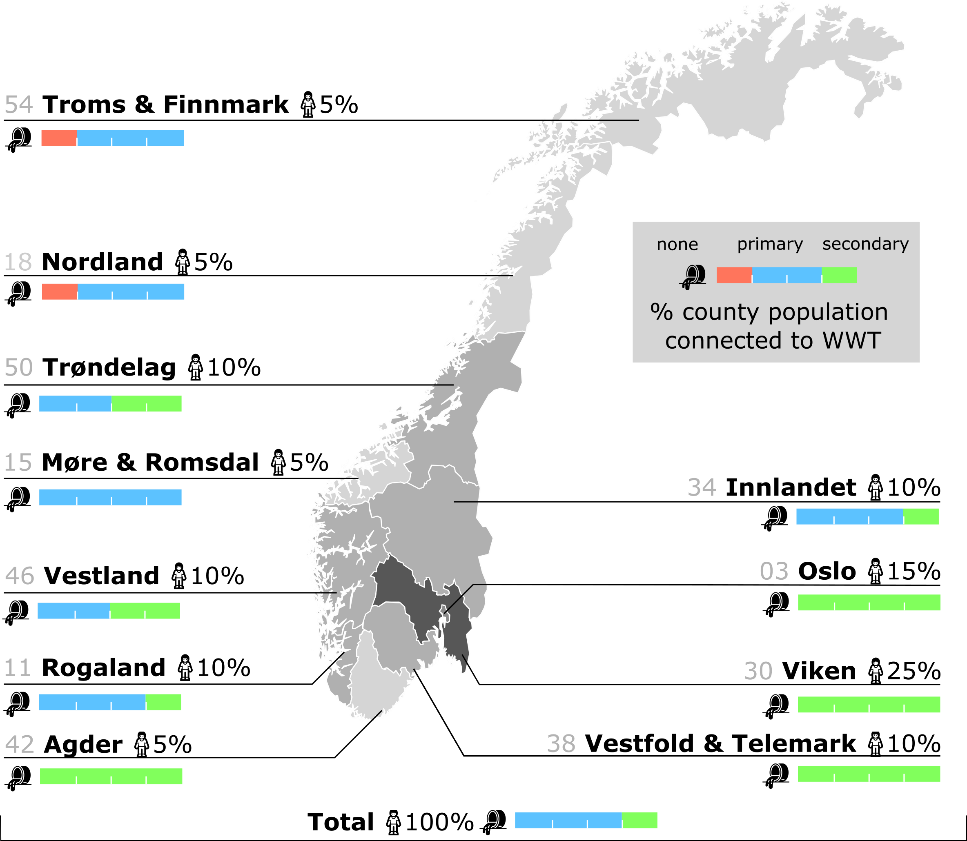 54 Troms & Finnmark 5%
none primary secondary
% county population
connected to WWT
18 Nordland 5%
50 Trøndelag 10%
15 Møre & Romsdal 5%
34 Innlandet 10%
46 Vestland 10%
03 Oslo 15%
11 Rogaland 10%
30 Viken 25%
42 Agder 5%
38 Vestfold & Telemark 10%
Total 100%